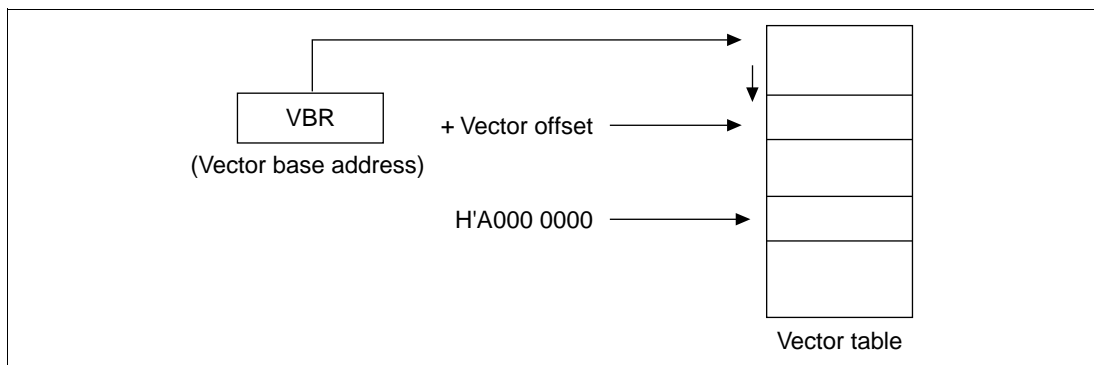 VBR
(Vector base address)
+ Vector offset
H'A000 0000
Vector table